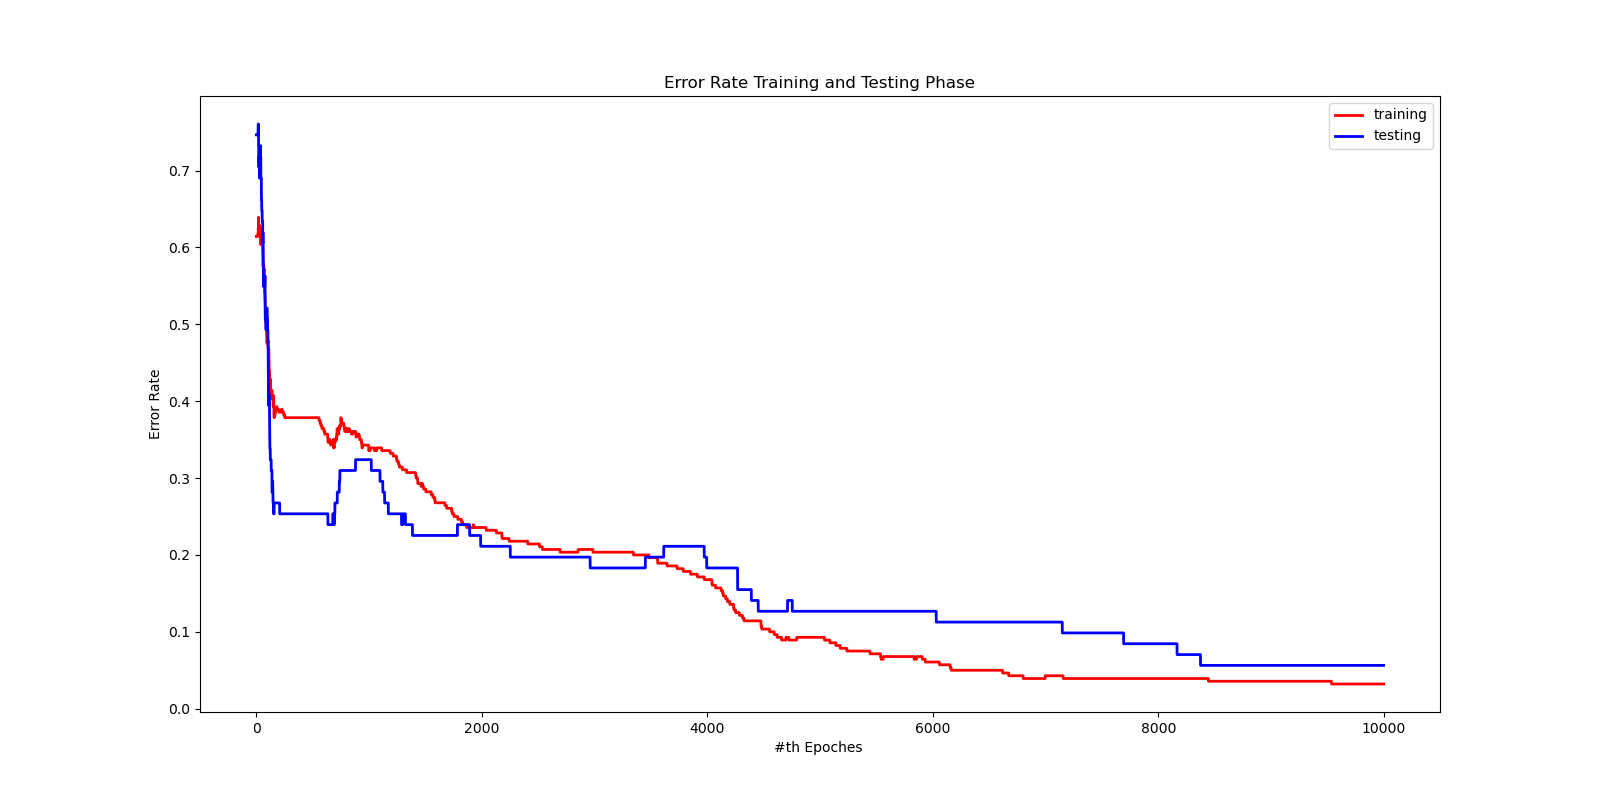 Error Rate Training and Testing Phase
training
testing
Error Rate
0.7
0.6
0.5
0.4
0.3
0.2
0.1
0.0
0 2000 4000 6000 8000 10000
#th Epoches